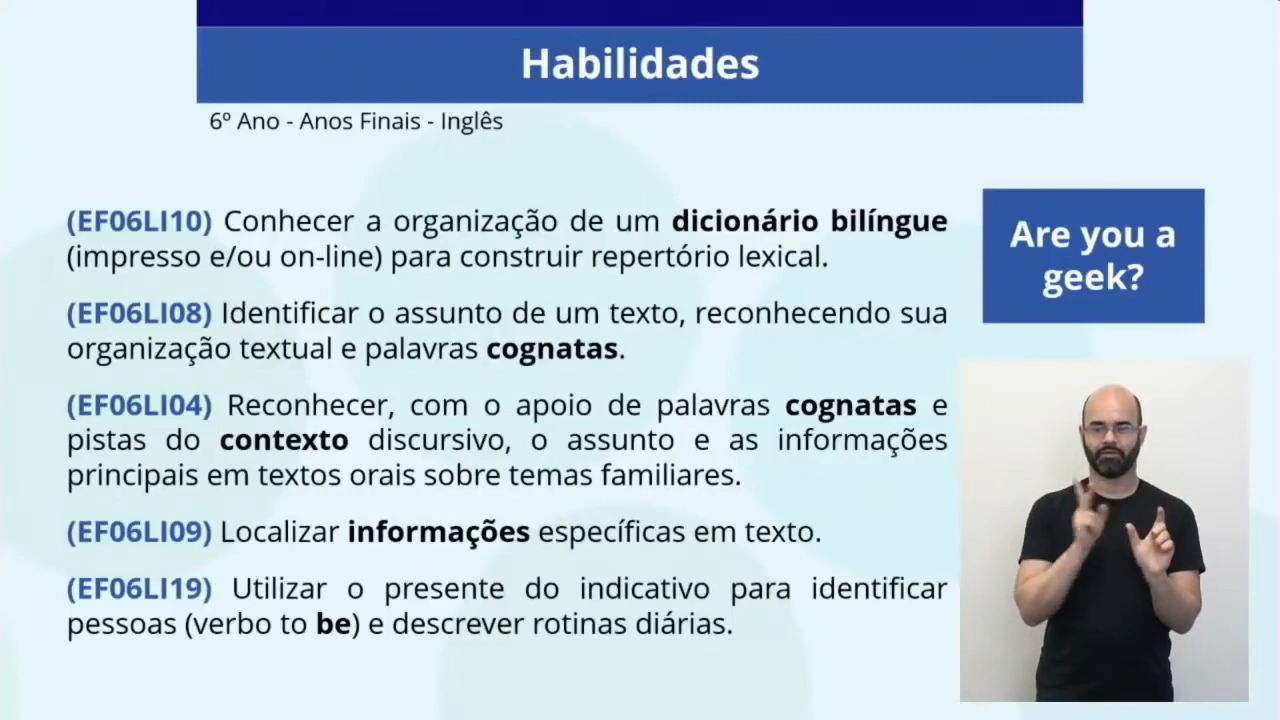 Habilidades
6º Ano - Anos Finais - Inglês
(EF06LI10) Conhecer a organização de um dicionário bilíngue
(impresso e/ou on-line) para construir repertório lexical.
(EF06LI08) Identificar o assunto de um texto, reconhecendo sua
organização textual e palavras cognatas.
(EF06LI04) Reconhecer, com o apoio de palavras cognatas e
pistas do contexto discursivo, o assunto e as informações
principais em textos orais sobre temas familiares.
(EF06LI09) Localizar informações específicas em texto.
(EF06LI19) Utilizar o presente do indicativo para identificar
pessoas (verbo to be) e descrever rotinas diárias.
Are you a
geek?